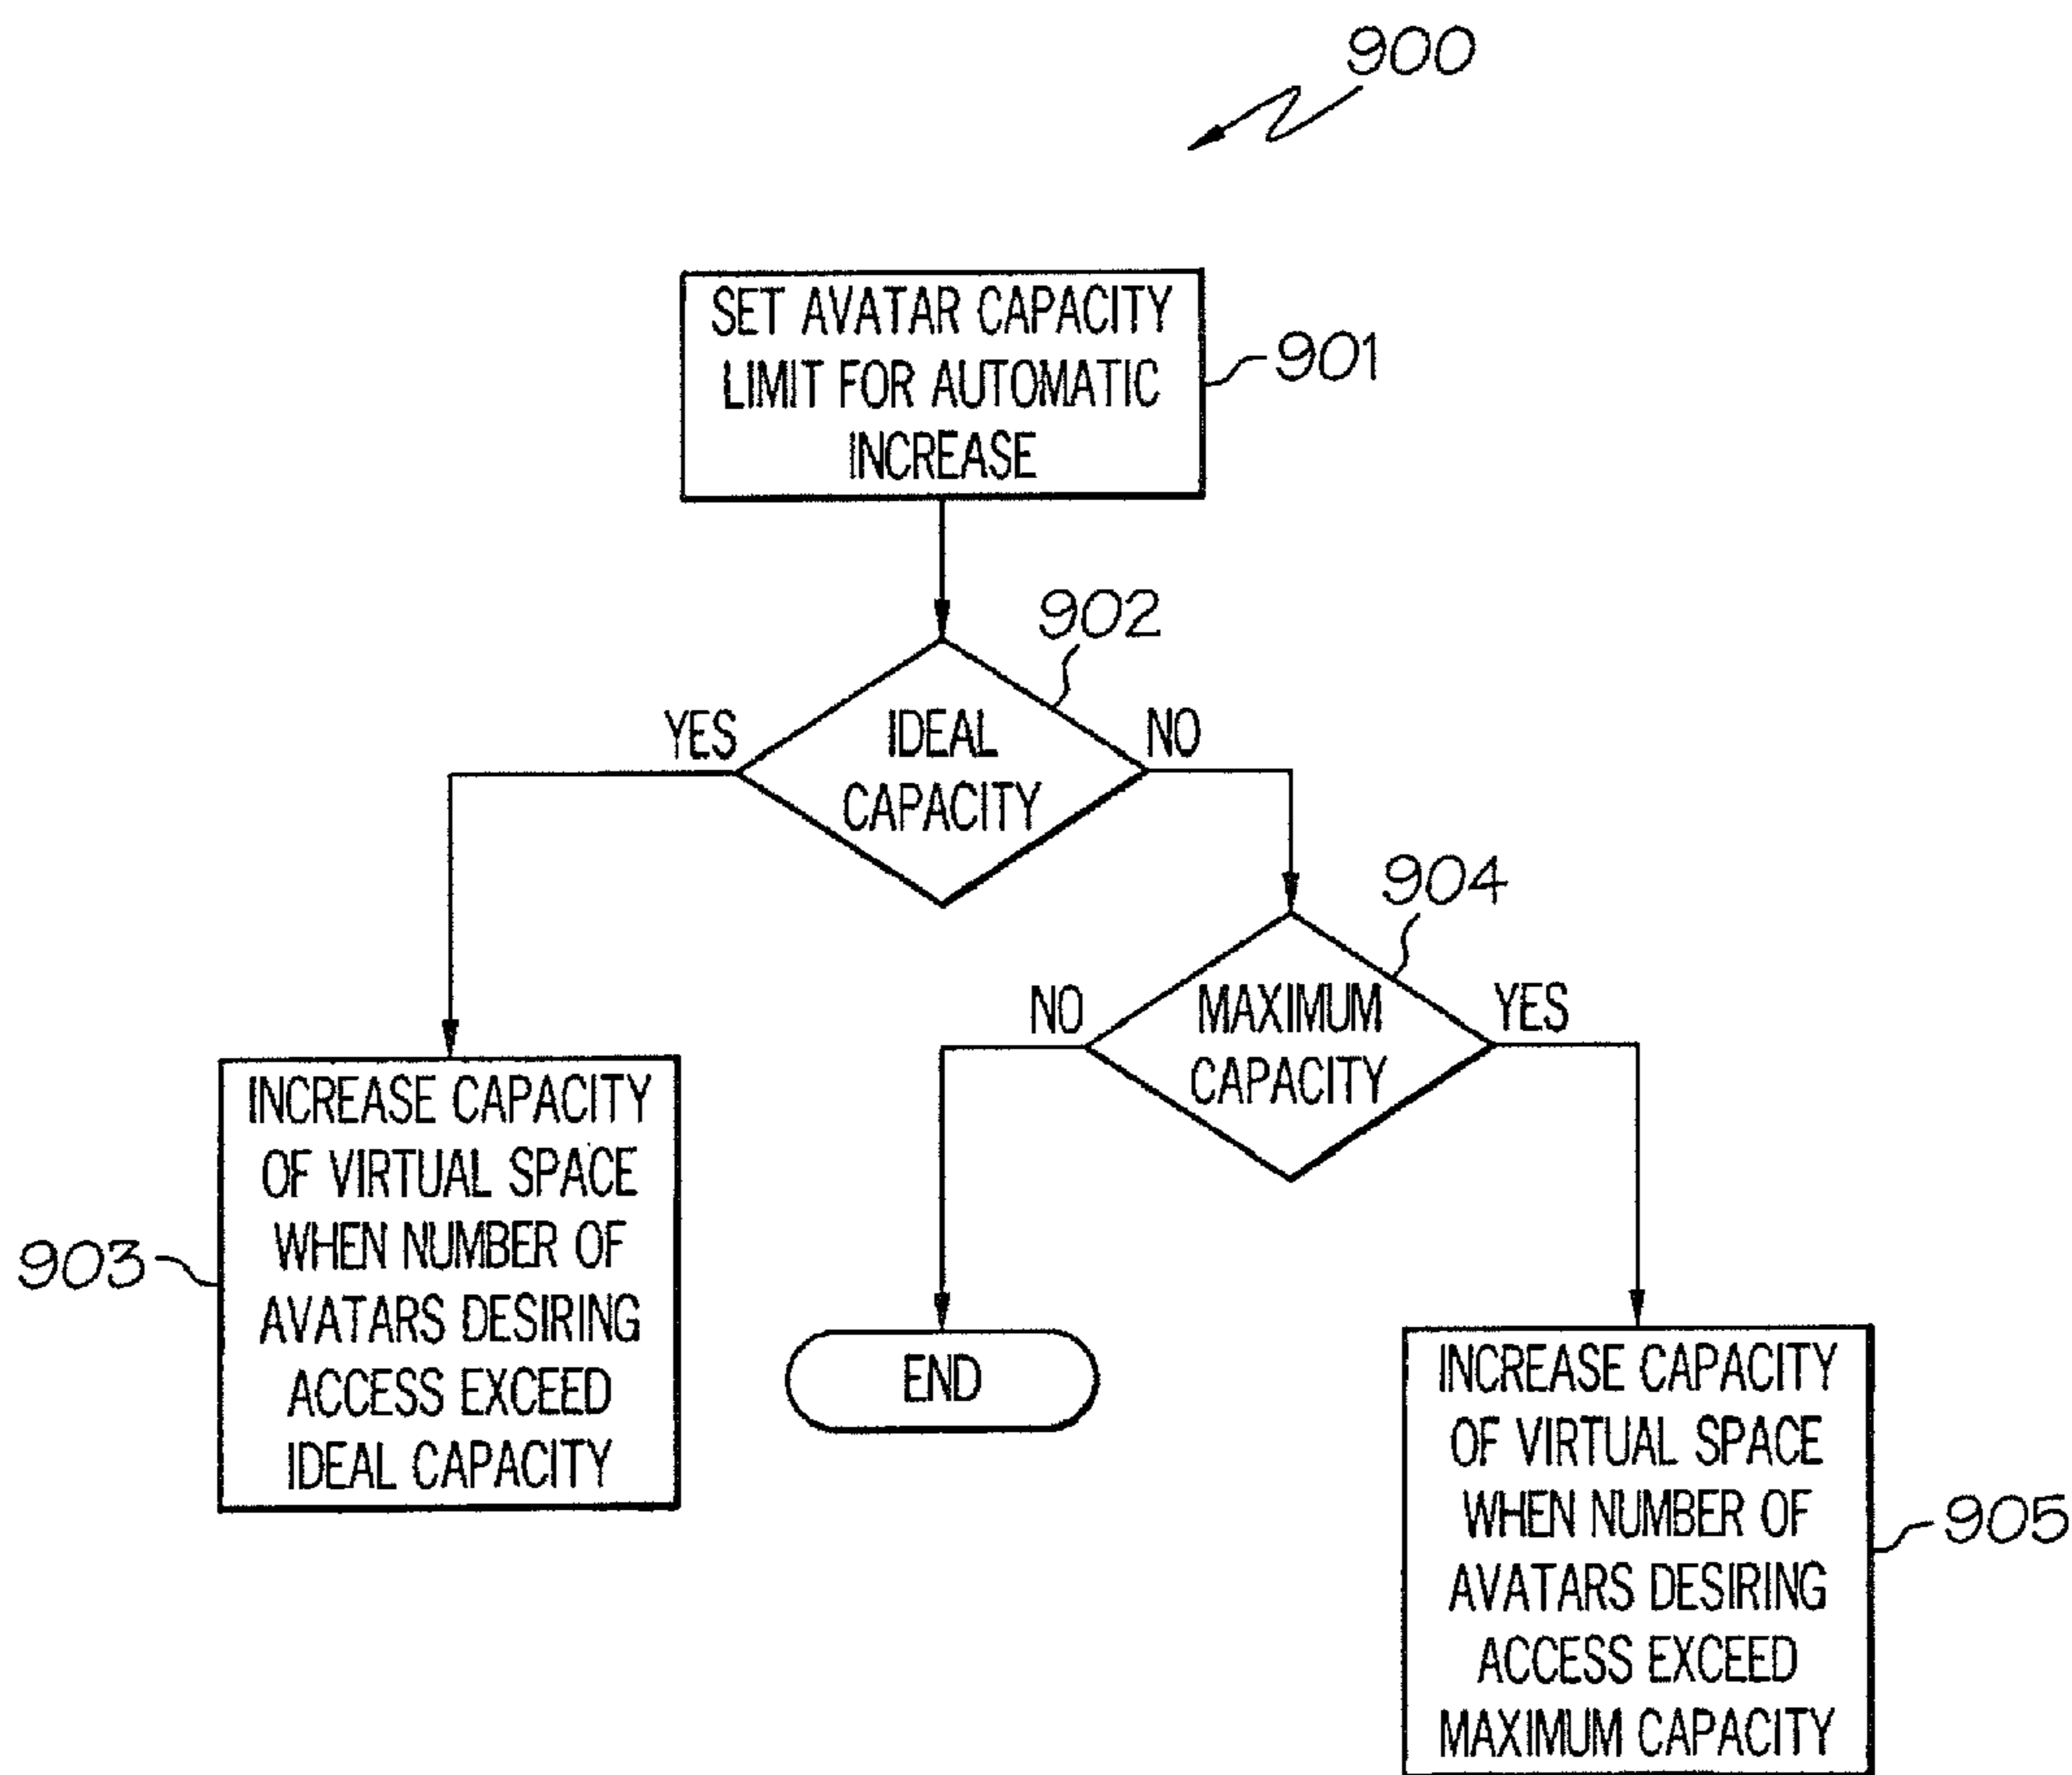 900
SET AVATAR CAPACITY
LIMIT FOR AUTOMATIC
INCREASE
901
902
YES
IDEAL
CAPACITY
NO
904
NO
MAXIMUM
CAPACITY
YES
INCREASE CAPACITY
OF VIRTUAL SPACE
WHEN NUMBER OF
AVATARS DESIRING
ACCESS EXCEED
IDEAL CAPACITY
903
END
INCREASE CAPACITY
OF VIRTUAL SPACE
WHEN NUMBER OF
AVATARS DESIRING
ACCESS EXCEED
MAXIMUM CAPACITY
905